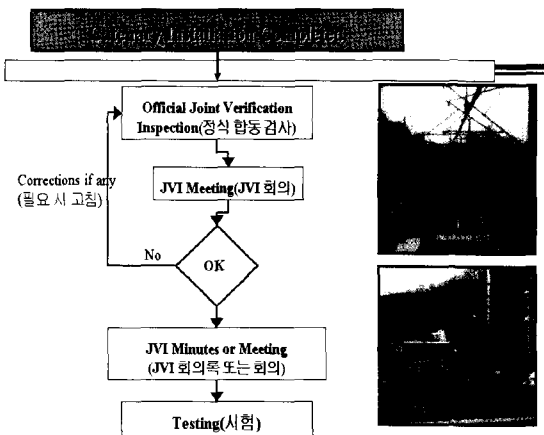 Catenary Installation Completed
Official Joint Verification
Inspection(정식 합동 검사)
JVI Meeting(JVI 회의)
Corrections if any
(필요 시 고침)
No
OK
JVI Minutes or Meeting
(JVI 회의록 또는 회의)
Testing(시험)